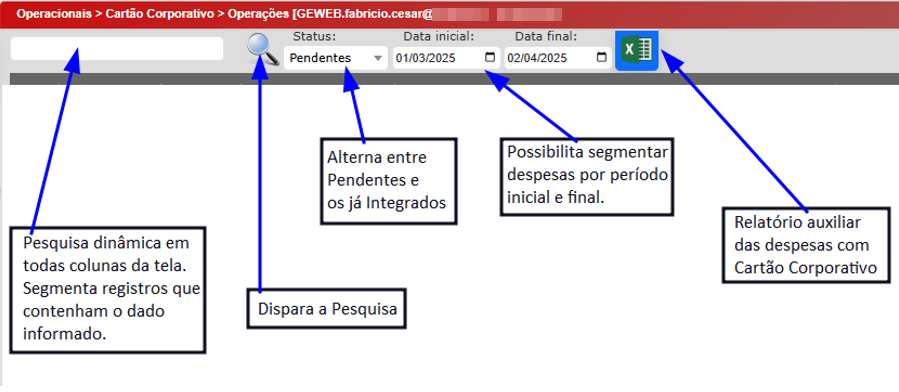 Operacionais > Cartão Corporativo > Operações [GEWEB.fabricio.cesar@
Status: Data inicial: Data final:
Pendentes 01/03/2025 02/04/2025
Alterna entre
Pendentes e
os já Integrados
Possibilita segmentar
despesas por período
inicial e final.
Relatório auxiliar
das despesas com
Cartão Corporativo
Pesquisa dinâmica em
todas colunas da tela.
Segmenta registros que
contenham o dado
informado.
Dispara a Pesquisa